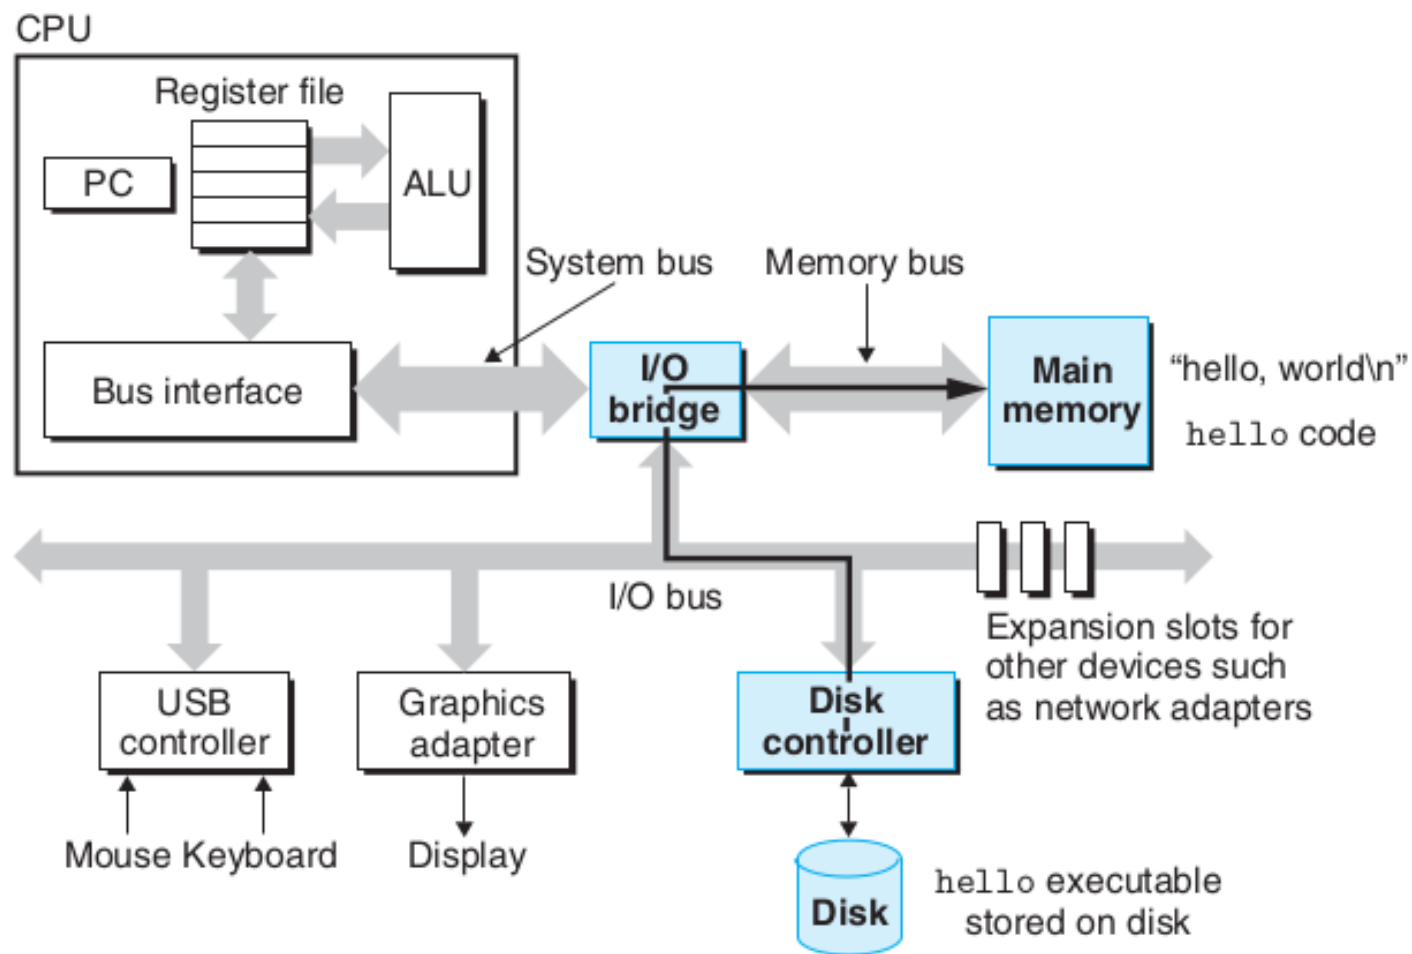 CPU
Register file
PC
ALU
System bus
Memory bus
Bus interface
I/O
bridge
Main
memory
“hello, world\n”
hello code
I/O bus
Expansion slots for
other devices such
as network adapters
USB
controller
Graphics
adapter
Disk
controller
Mouse Keyboard
Display
Disk
hello executable
stored on disk